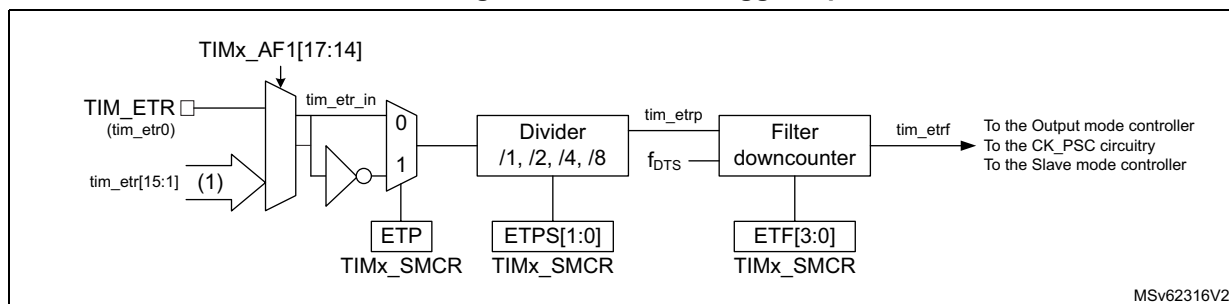 TIMx_AF1[17:14]
TIM_ETR
(tim_etr0)
tim_etr[15:1]
(1)
tim_etr_in
0
1
ETP
TIMx_SMCR
Divider
/1, /2, /4, /8
ETPS[1:0]
TIMx_SMCR
tim_etrp
fDTS
Filter
downcounter
ETF[3:0]
TIMx_SMCR
tim_etrf
To the Output mode controller
To the CK_PSC circuitry
To the Slave mode controller
MSv62316V2